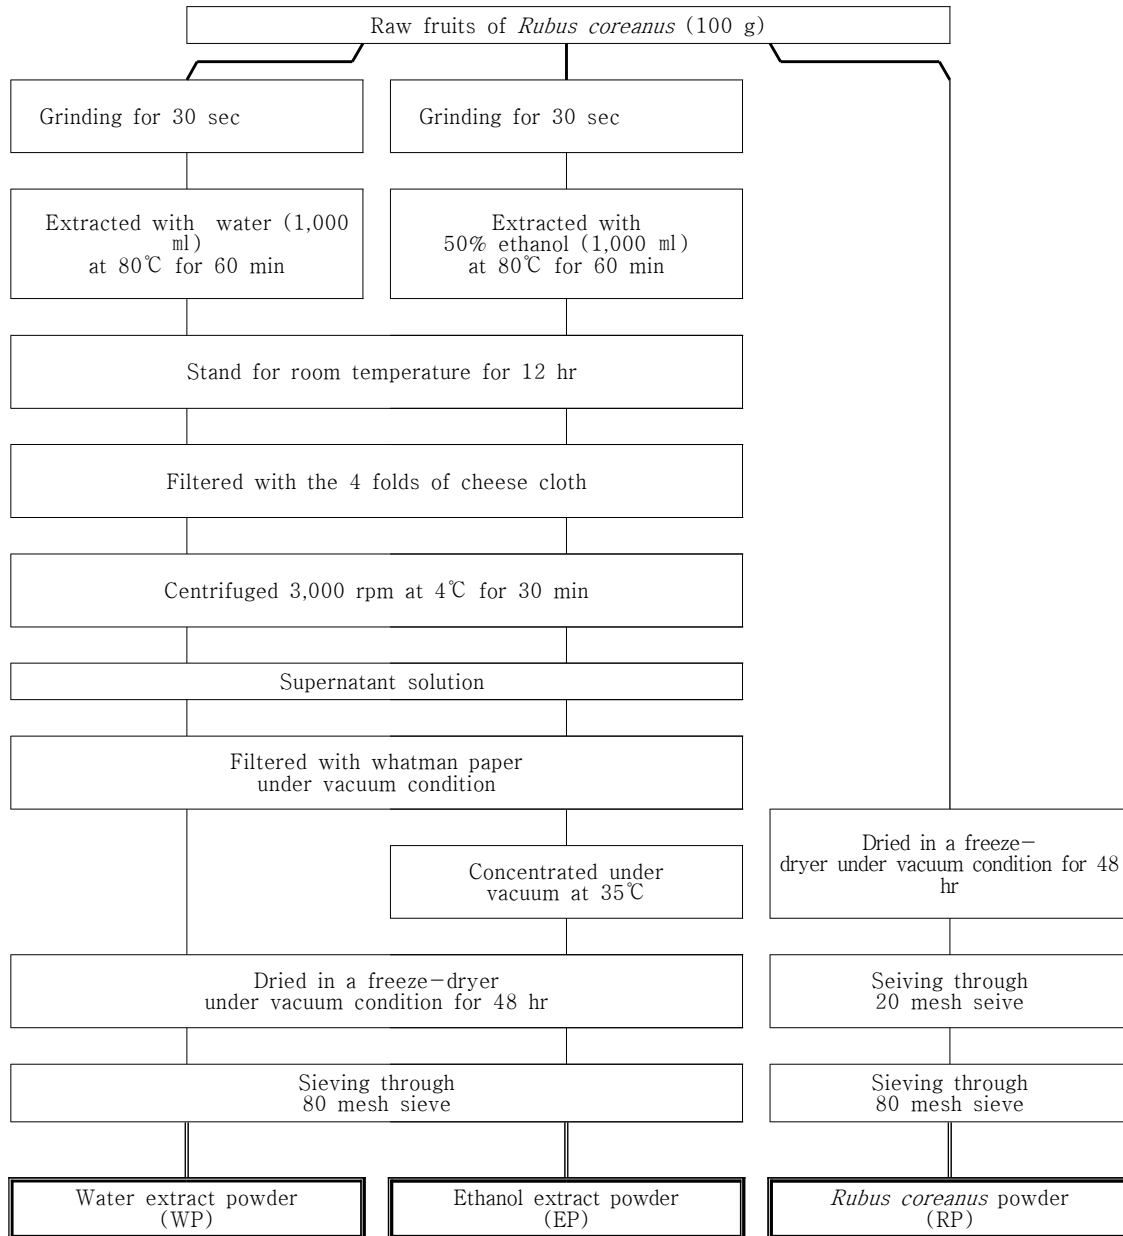 Raw fruits of Rubus coreanus (100 g)
Grinding for 30 sec
Grinding for 30 sec
Extracted with water (1,000
㎖)
at 80℃ for 60 min
Extracted with
50% ethanol (1,000 ㎖)
at 80℃ for 60 min
Stand for room temperature for 12 hr
Filtered with the 4 folds of cheese cloth
Centrifuged 3,000 rpm at 4℃ for 30 min
Supernatant solution
Filtered with whatman paper
under vacuum condition
Concentrated under
vacuum at 35℃
Dried in a freeze-
dryer under vacuum condition for 48
hr
Dried in a freeze-dryer
under vacuum condition for 48 hr
Seiving through
20 mesh seive
Sieving through
80 mesh sieve
Sieving through
80 mesh sieve
Water extract powder
(WP)
Ethanol extract powder
(EP)
Rubus coreanus powder
(RP)